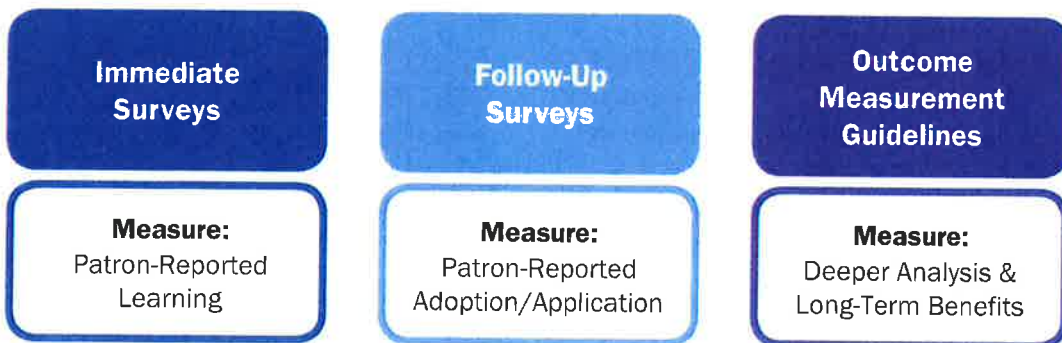 Immediate
Surveys
Measure:
Patron-Reported
Learning
Follow-Up
Surveys
Measure:
Patron-Reported
Adoption/Application
Outcome
Measurement
Guidelines
Measure:
Deeper Analysis &
Long-Term Benefits